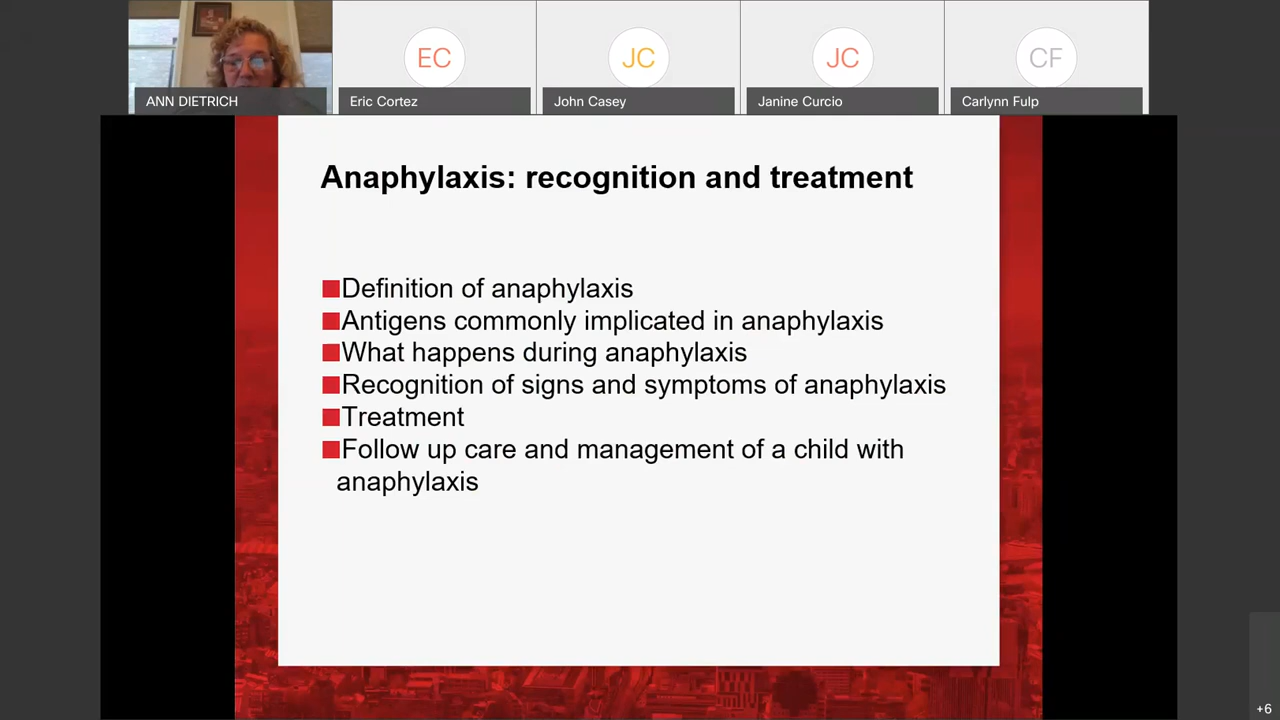 EC
JC
JC
CF
ANN DIETRICH
Eric Cortez
John Casey
Janine Curcio
Carlynn Fulp
Anaphylaxis: recognition and treatment
Definition of anaphylaxis
Antigens commonly implicated in anaphylaxis
What happens during anaphylaxis
Recognition of signs and symptoms of anaphylaxis
Treatment
Follow up care and management of a child with
anaphylaxis
+6